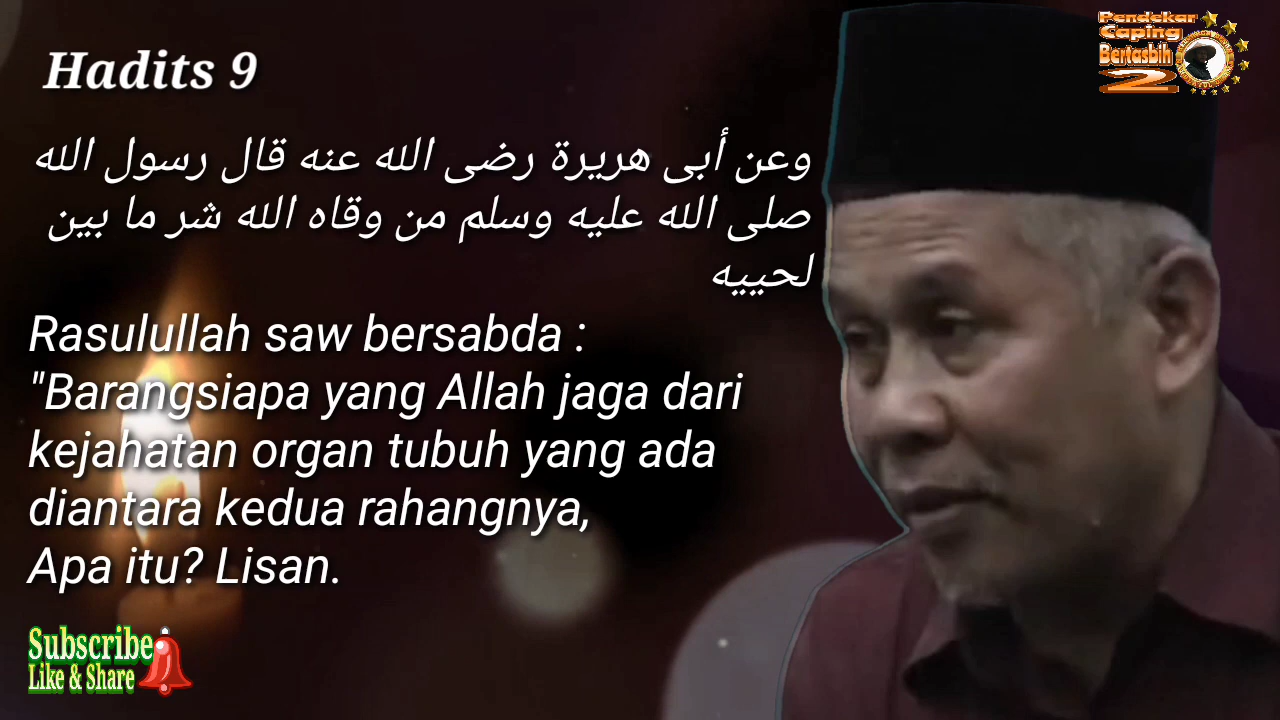 Pendekar
Caping
Bertasbih
2
Hadits 9
وعن أبى هريرة رضى الله عنه قال رسول الله
صلى الله عليه وسلم من وقاه الله شر ما بين
لحييه
Rasulullah saw bersabda :
"Barangsiapa yang Allah jaga dari
kejahatan organ tubuh yang ada
diantara kedua rahangnya,
Apa itu? Lisan.
Subscribe
Like & Share